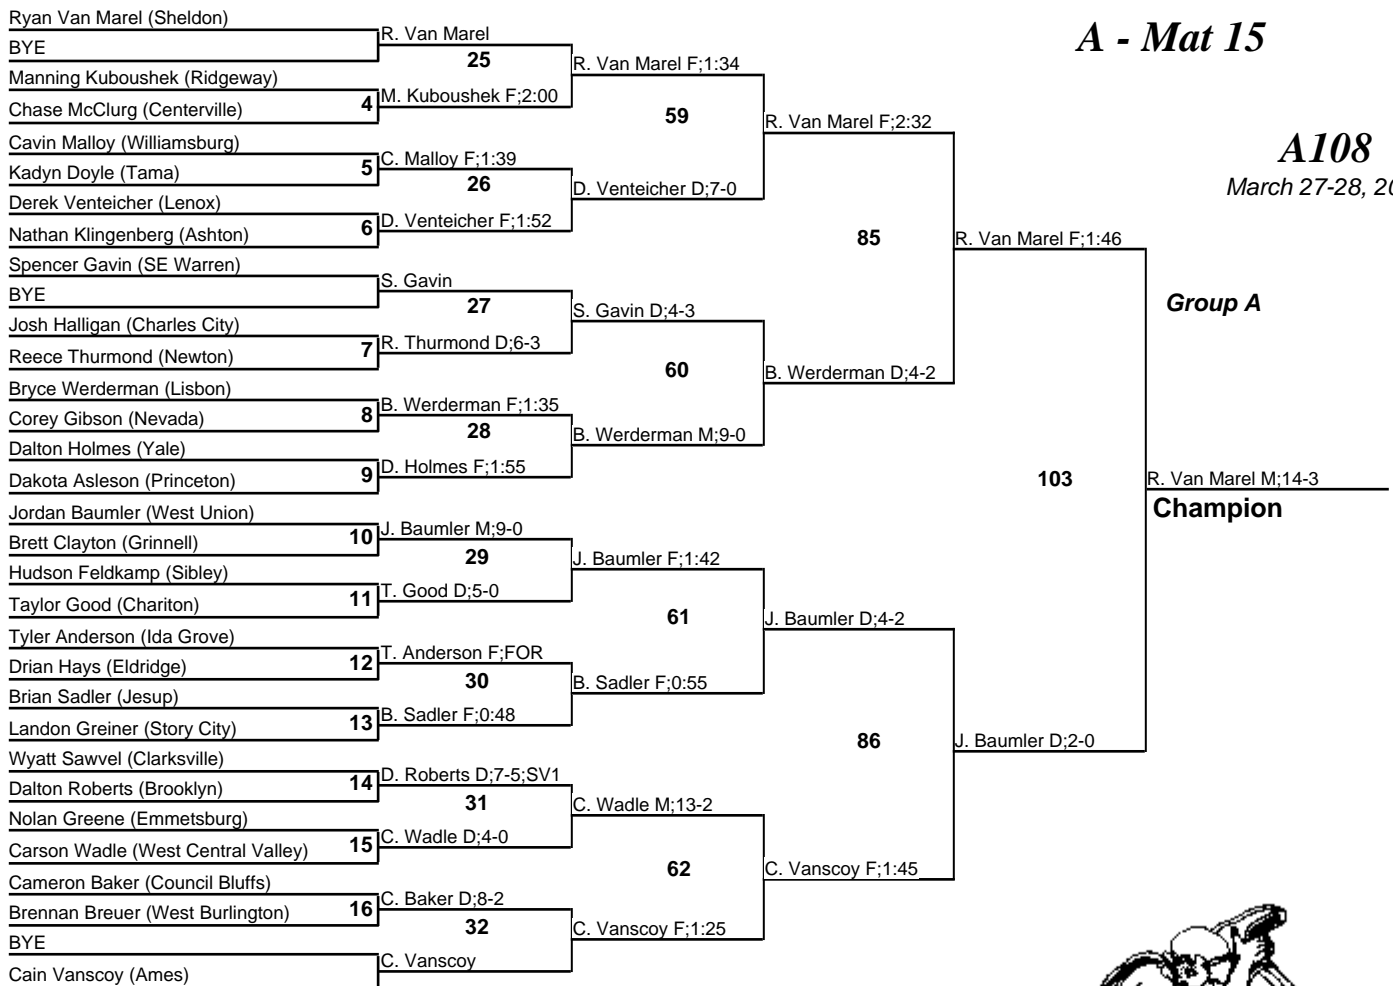 Ryan Van Marel (Sheldon)
BYE
Manning Kuboushek (Ridgeway)
Chase McClurg (Centerville)
Cavin Malloy (Williamsburg)
Kadyn Doyle (Tama)
Derek Venteicher (Lenox)
Nathan Klingenberg (Ashton)
Spencer Gavin (SE Warren)
BYE
Josh Halligan (Charles City)
Reece Thurmond (Newton)
Bryce Werderman (Lisbon)
Corey Gibson (Nevada)
Dalton Holmes (Yale)
Dakota Asleson (Princeton)
Jordan Baumler (West Union)
Brett Clayton (Grinnell)
Hudson Feldkamp (Sibley)
Taylor Good (Chariton)
Tyler Anderson (Ida Grove)
Drian Hays (Eldridge)
Brian Sadler (Jesup)
Landon Greiner (Story City)
Wyatt Sawvel (Clarksville)
Dalton Roberts (Brooklyn)
Nolan Greene (Emmetsburg)
Carson Wadle (West Central Valley)
Cameron Baker (Council Bluffs)
Brennan Breuer (West Burlington)
BYE
Cain Vanscoy (Ames)
4
5
6
7
8
9
10
11
12
13
14
15
16
R. Van Marel
25
M. Kuboushek F;2:00
C. Malloy F;1:39
26
D. Venteicher F;1:52
S. Gavin
27
R. Thurmond D;6-3
B. Werderman F;1:35
28
D. Holmes F;1:55
J. Baumler M;9-0
29
T. Good D;5-0
T. Anderson F;FOR
30
B. Sadler F;0:48
D. Roberts D;7-5;SV1
31
C. Wadle D;4-0
C. Baker D;8-2
32
C. Vanscoy
R. Van Marel F;1:34
59
D. Venteicher D;7-0
S. Gavin D;4-3
60
B. Werderman M;9-0
J. Baumler F;1:42
61
B. Sadler F;0:55
C. Wadle M;13-2
62
C. Vanscoy F;1:25
R. Van Marel F;2:32
85
B. Werderman D;4-2
J. Baumler D;4-2
86
C. Vanscoy F;1:45
R. Van Marel F;1:46
103
J. Baumler D;2-0
A - Mat 15
A108
March 27-28, 20
Group A
R. Van Marel M;14-3
Champion